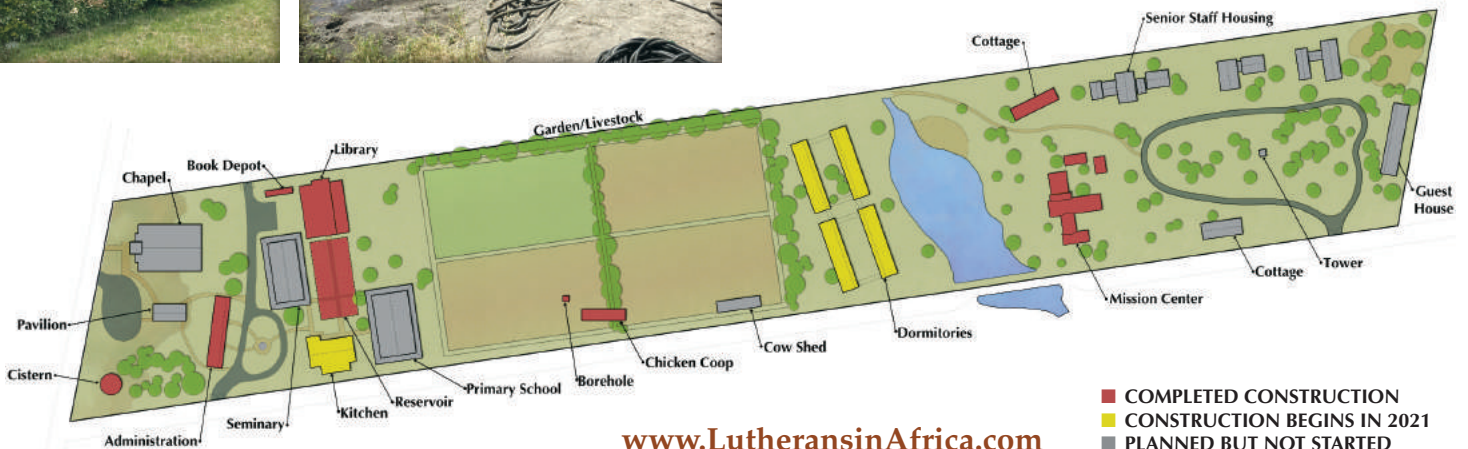 Senior Staff Housing
Cottage
Garden/Livestock
Library
Book Depot
Chapel
Guest
House
Tower
Cottage
Mission Center
Pavilion
Dormitories
Cow Shed
Chicken Coop
Borehole
Cistern
Primary School
Reservoir
Kitchen
Seminary
Administration
COMPLETED CONSTRUCTION
CONSTRUCTION BEGINS IN 2021
PLANNED BUT NOT STARTED
www.LutheransinAfrica.com